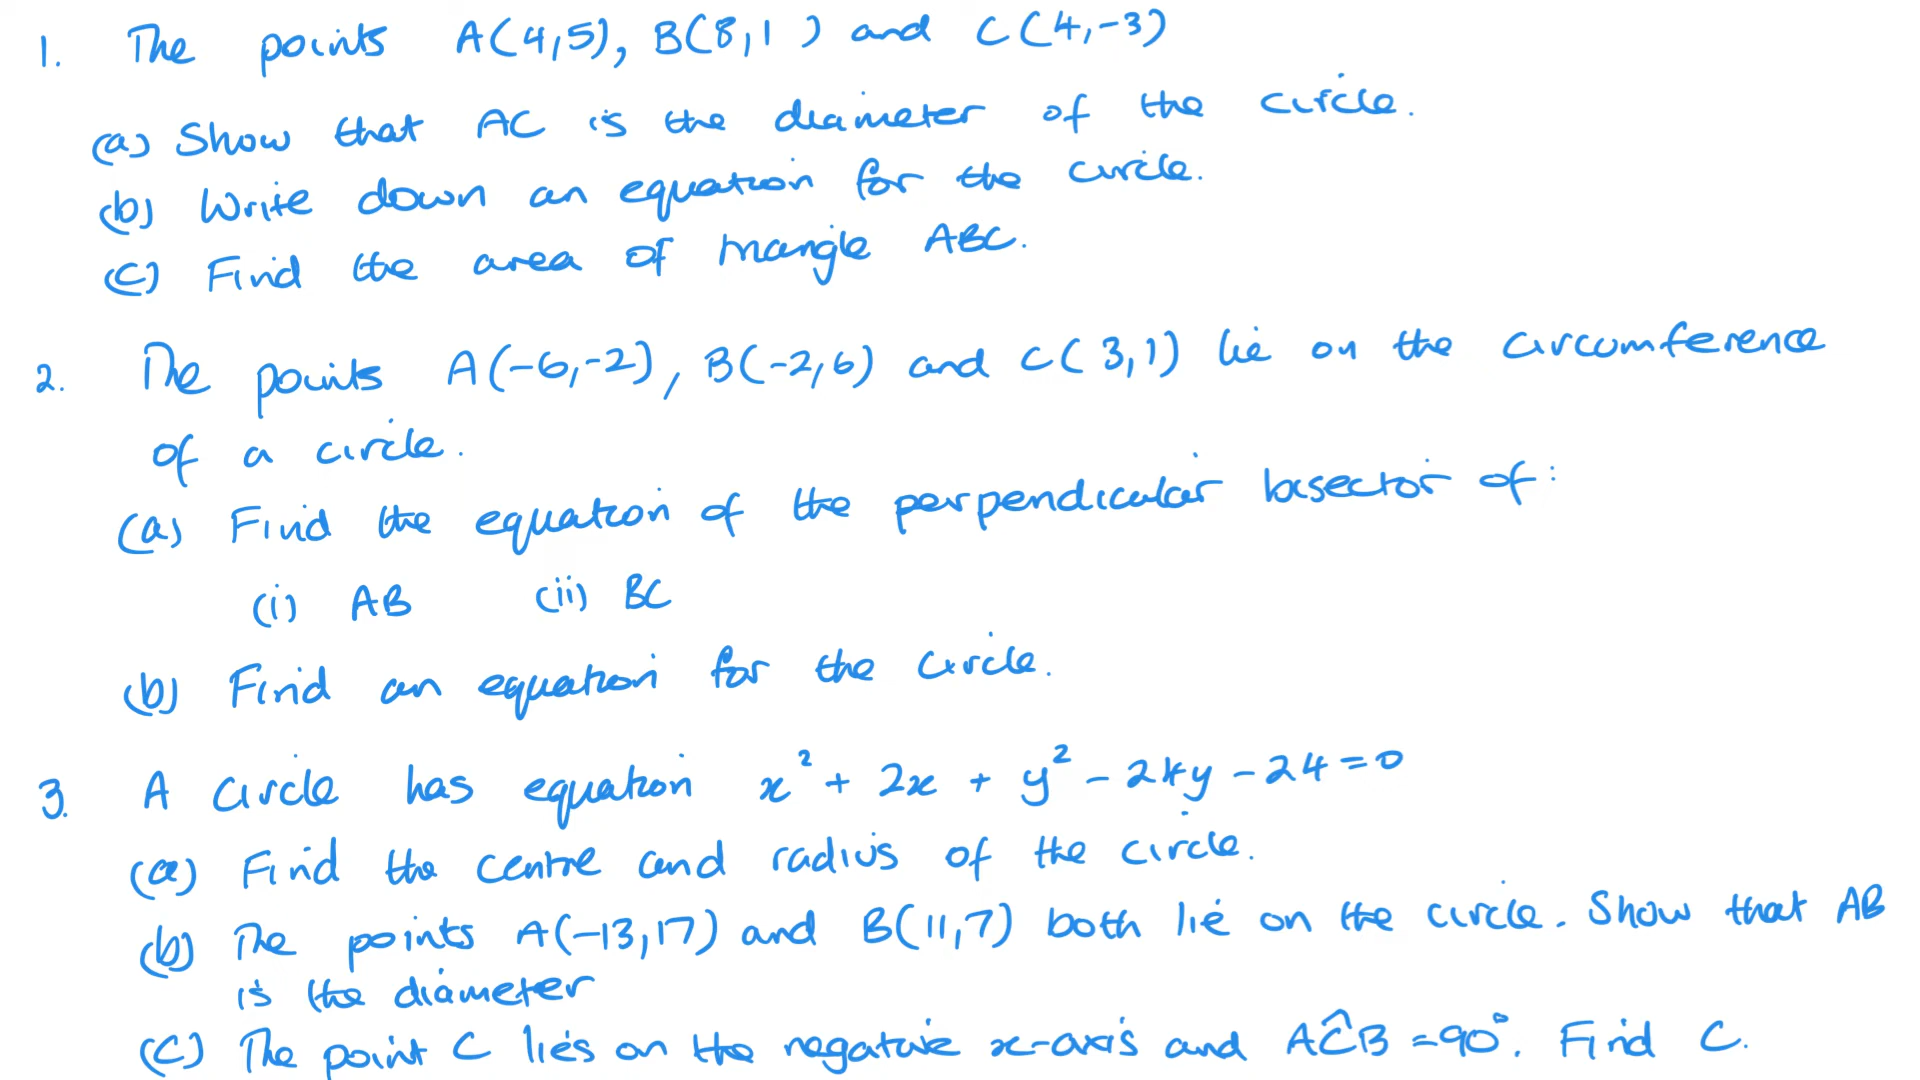 1. The points A(4,5), B(8,1) and C(4,-3)
(a) Show that AC is the diameter of the circle.
(b) Write down an equation for the circle.
(c) Find the area of triangle ABC.
2. The points A(-6,-2), B(-2,6) and C(3,1) lie on the circumference
of a circle.
(a) Find the equation of the perpendicular bisector of:
(i) AB (ii) BC
(b) Find an equation for the circle.
3. A circle has equation x² + 2x + y² - 24y - 24 = 0
(a) Find the centre and radius of the circle.
(b) The points A(-13,17) and B(11,7) both lie on the circle. Show that AB
is the diameter
(c) The point C lies on the negative x-axis and AĈB = 90°. Find C.